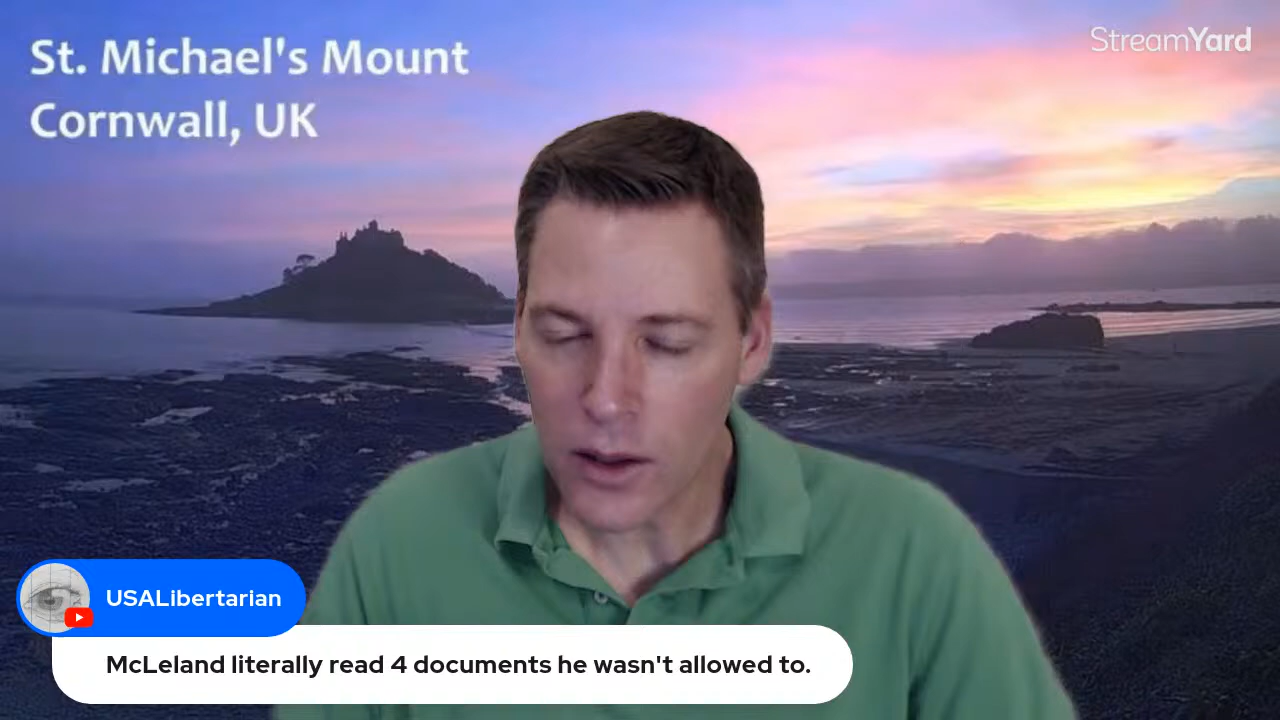 St. Michael's Mount
Cornwall, UK
StreamYard
USALibertarian
McLeland literally read 4 documents he wasn't allowed to.